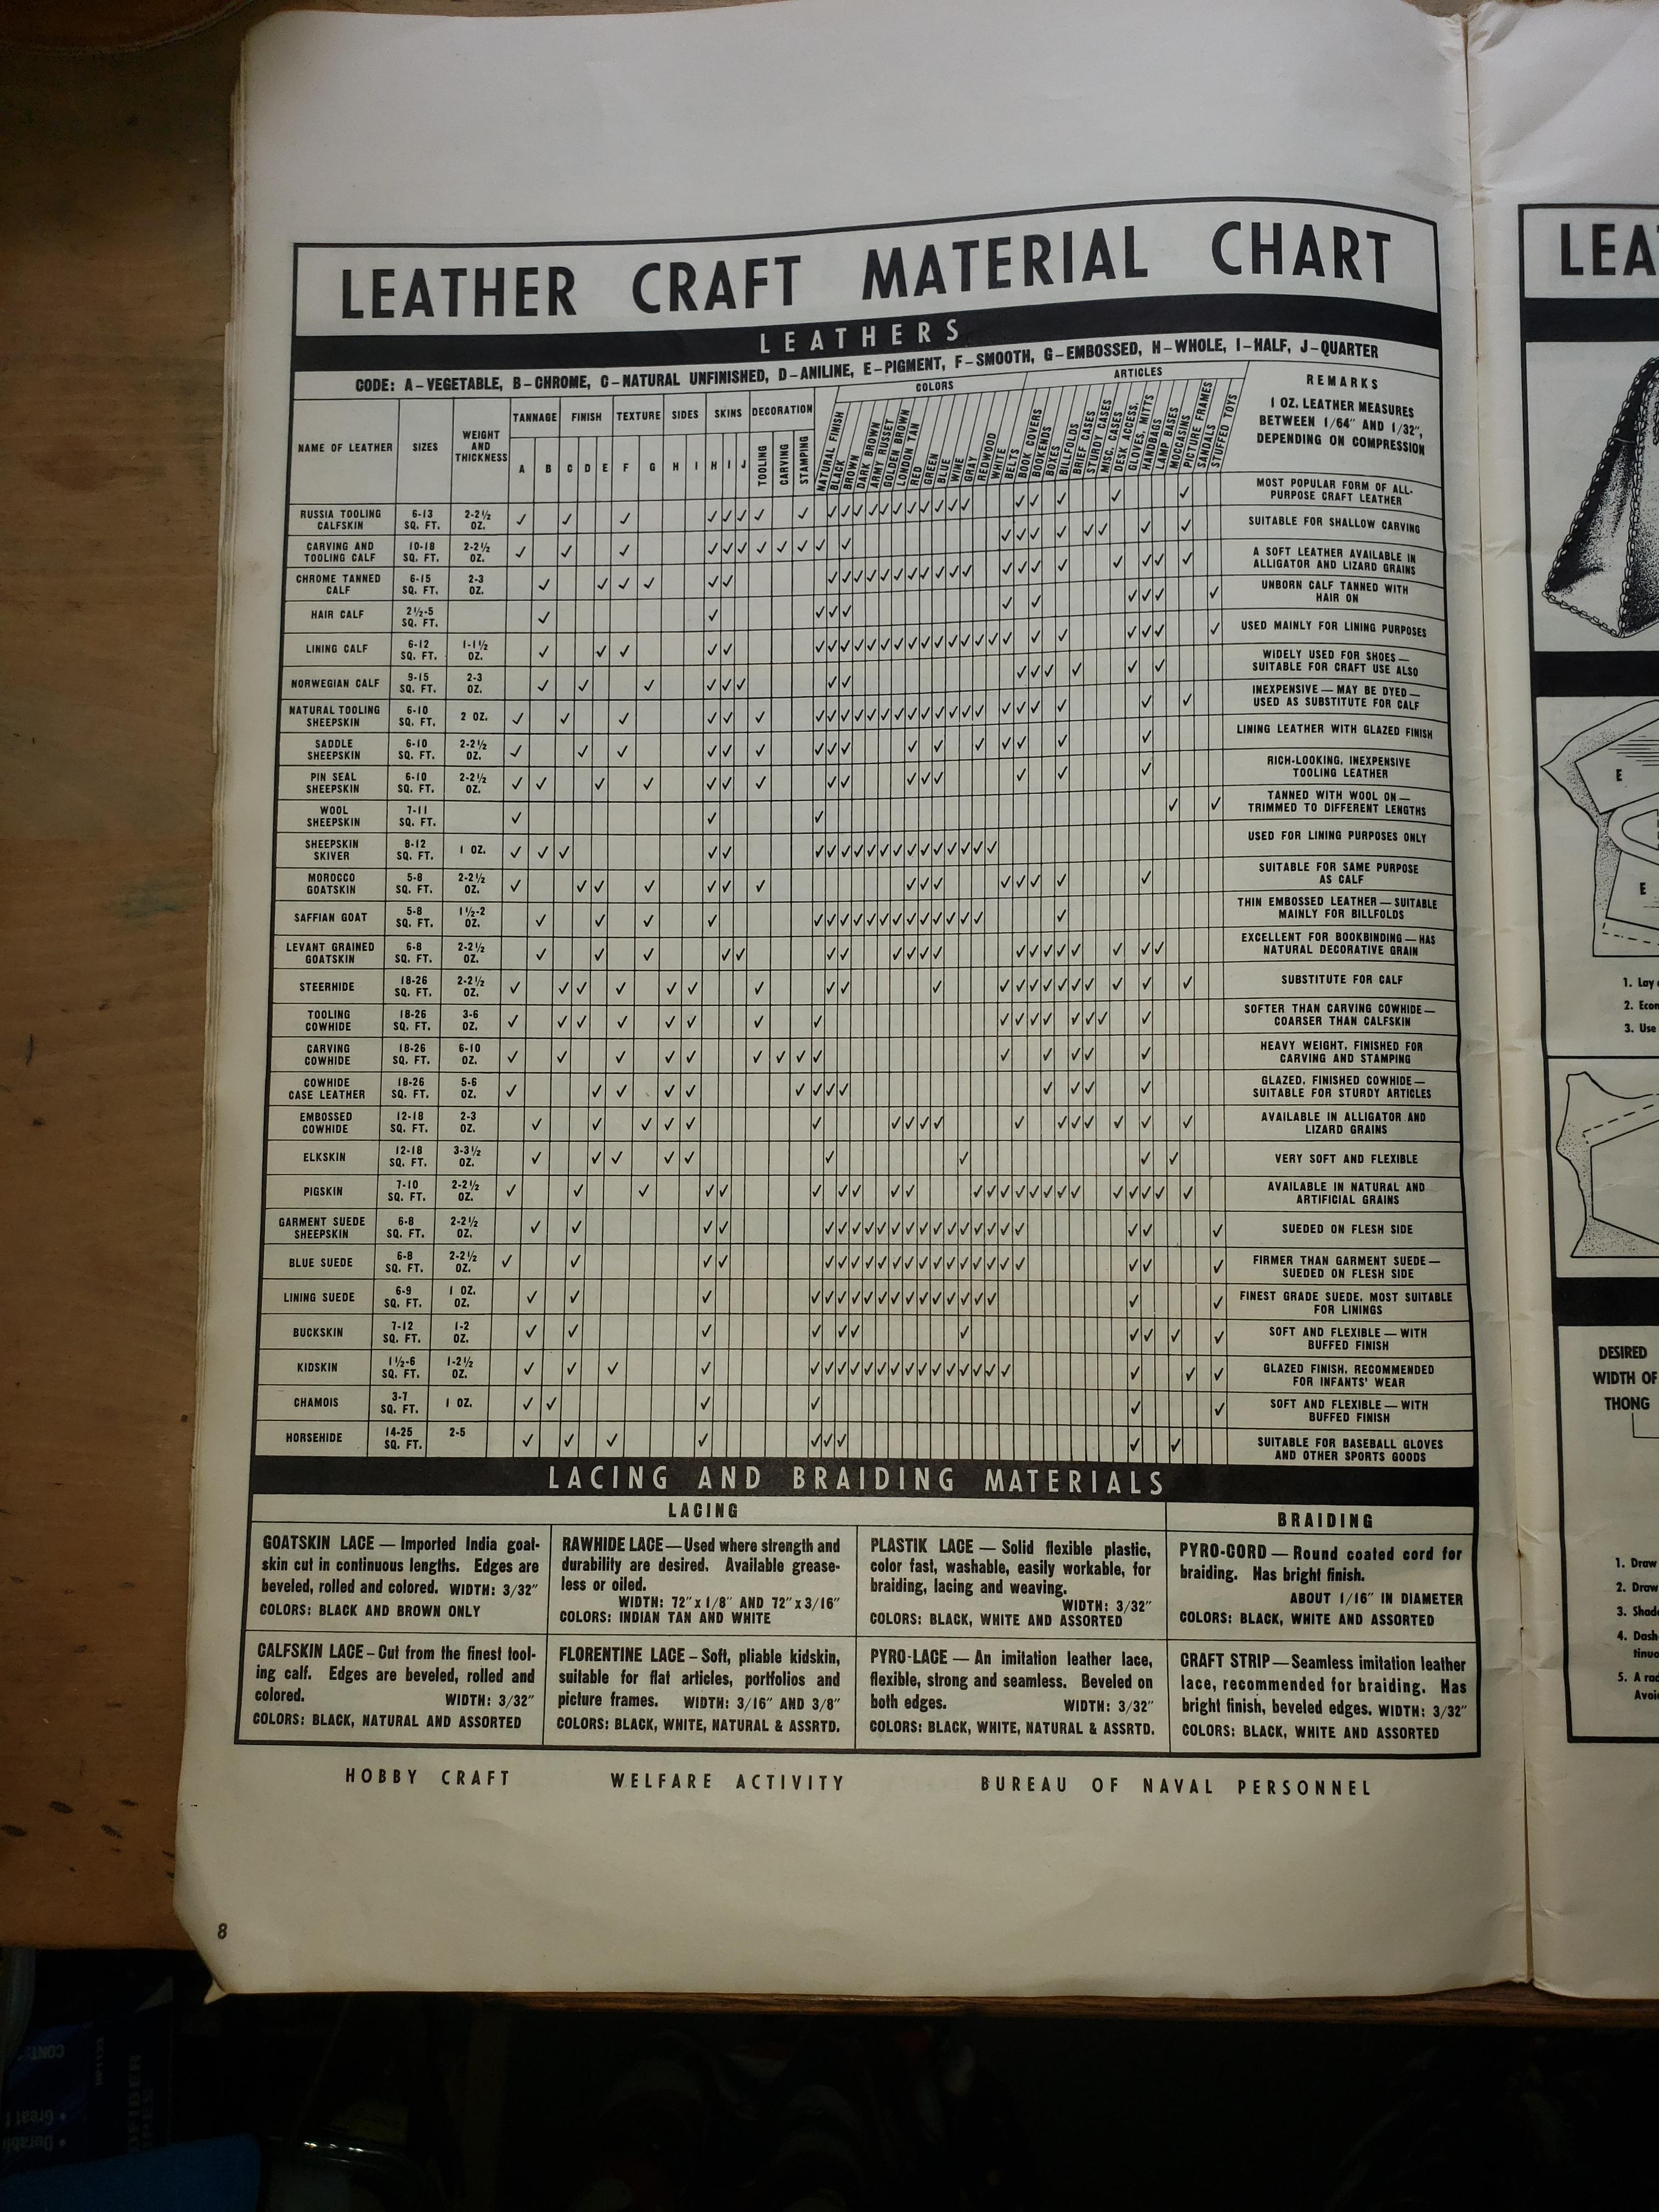 LEATHER CRAFT MATERIAL CHART
LEATHERS
CODE: A–VEGETABLE, B–CHROME, C–NATURAL UNFINISHED, D–ANILINE, E–PIGMENT, F–SMOOTH, G–EMBOSSED, H–WHOLE, I–HALF, J–QUARTER
NAME OF LEATHER
SIZES
WEIGHT
AND
THICKNESS
TANNAGE
FINISH
TEXTURE
SIDES
SKINS
DECORATION
COLORS
ARTICLES
REMARKS
1 OZ. LEATHER MEASURES
BETWEEN 1/64" AND 1/32",
DEPENDING ON COMPRESSION
A B C D E F G H I H I J
TOOLING
CARVING
STAMPING
NATURAL FINISH
BLACK
BROWN
DARK BROWN
ARMY RUSSET
GOLDEN BROWN
LONDON TAN
RED
GREEN
BLUE
WINE
GRAY
REDWOOD
WHITE
BELTS
BOOK COVERS
BOOKENDS
BOXES
BILLFOLDS
BRIEF CASES
STURDY CASES
MISC. CASES
DESK ACCESS.
GLOVES, MITTS
HANDBAGS
LAMP BASES
MOCCASINS
PICTURE FRAMES
SANDALS
STUFFED TOYS
RUSSIA TOOLING CALFSKIN 6-13 SQ. FT. 2-2½ OZ. ✓ ✓ ✓ ✓✓✓ ✓ ✓ ✓✓✓✓✓✓✓✓✓✓✓ ✓✓ ✓ ✓ ✓ MOST POPULAR FORM OF ALL-PURPOSE CRAFT LEATHER
CARVING AND TOOLING CALF 10-18 SQ. FT. 2-2½ OZ. ✓ ✓ ✓ ✓✓✓ ✓ ✓ ✓ ✓ ✓ ✓✓✓ ✓ ✓✓ ✓ ✓ SUITABLE FOR SHALLOW CARVING
CHROME TANNED CALF 6-15 SQ. FT. 2-3 OZ. ✓ ✓ ✓ ✓ ✓✓ ✓✓✓✓✓✓✓✓✓✓✓ ✓✓✓ ✓ ✓ ✓✓ ✓ A SOFT LEATHER AVAILABLE IN ALLIGATOR AND LIZARD GRAINS
HAIR CALF 2½-5 SQ. FT. ✓ ✓ ✓✓✓ ✓ ✓ ✓✓✓ ✓ UNBORN CALF TANNED WITH HAIR ON
LINING CALF 6-12 SQ. FT. 1-1½ OZ. ✓ ✓ ✓ ✓✓ ✓✓✓✓✓✓✓✓✓✓✓✓✓✓✓ ✓ ✓ ✓✓✓ ✓ USED MAINLY FOR LINING PURPOSES
NORWEGIAN CALF 9-15 SQ. FT. 2-3 OZ. ✓ ✓ ✓ ✓✓✓ ✓✓ ✓✓✓ ✓ ✓ ✓ WIDELY USED FOR SHOES— SUITABLE FOR CRAFT USE ALSO
NATURAL TOOLING SHEEPSKIN 6-10 SQ. FT. 2 OZ. ✓ ✓ ✓ ✓✓ ✓ ✓✓✓✓✓✓✓✓✓✓✓✓✓ ✓✓✓ ✓ ✓ ✓ INEXPENSIVE — MAY BE DYED— USED AS SUBSTITUTE FOR CALF
SADDLE SHEEPSKIN 6-10 SQ. FT. 2-2½ OZ. ✓ ✓ ✓ ✓✓ ✓ ✓✓✓ ✓ ✓ ✓ ✓✓ ✓ ✓ LINING LEATHER WITH GLAZED FINISH
PIN SEAL SHEEPSKIN 6-10 SQ. FT. 2-2½ OZ. ✓ ✓ ✓ ✓ ✓✓ ✓ ✓✓ ✓✓✓ ✓ ✓ ✓ RICH-LOOKING, INEXPENSIVE TOOLING LEATHER
WOOL SHEEPSKIN 7-11 SQ. FT. ✓ ✓ ✓ ✓ ✓ TANNED WITH WOOL ON— TRIMMED TO DIFFERENT LENGTHS
SHEEPSKIN SKIVER 8-12 SQ. FT. 1 OZ. ✓ ✓ ✓ ✓✓ ✓✓✓✓✓✓✓✓✓✓✓✓✓✓ USED FOR LINING PURPOSES ONLY
MOROCCO GOATSKIN 5-8 SQ. FT. 2-2½ OZ. ✓ ✓✓ ✓ ✓✓ ✓ ✓✓✓ ✓✓✓ ✓ ✓ SUITABLE FOR SAME PURPOSE AS CALF
SAFFIAN GOAT 5-8 SQ. FT. 1½-2 OZ. ✓ ✓ ✓ ✓ ✓✓✓✓✓✓✓✓✓✓✓✓✓ ✓ THIN EMBOSSED LEATHER — SUITABLE MAINLY FOR BILLFOLDS
LEVANT GRAINED GOATSKIN 6-8 SQ. FT. 2-2½ OZ. ✓ ✓ ✓ ✓✓ ✓✓ ✓✓✓✓ ✓✓✓✓✓ ✓ ✓✓ EXCELLENT FOR BOOKBINDING — HAS NATURAL DECORATIVE GRAIN
STEERHIDE 18-26 SQ. FT. 2-2½ OZ. ✓ ✓✓ ✓ ✓ ✓ ✓ ✓✓ ✓ ✓✓✓✓✓✓✓ ✓ ✓ ✓ SUBSTITUTE FOR CALF
TOOLING COWHIDE 18-26 SQ. FT. 3-6 OZ. ✓ ✓✓ ✓ ✓ ✓ ✓ ✓ ✓✓✓✓ ✓✓✓ ✓ SOFTER THAN CARVING COWHIDE— COARSER THAN CALFSKIN
CARVING COWHIDE 18-26 SQ. FT. 6-10 OZ. ✓ ✓ ✓ ✓ ✓ ✓ ✓ ✓ ✓ ✓ ✓ ✓✓ ✓ HEAVY WEIGHT, FINISHED FOR CARVING AND STAMPING
COWHIDE CASE LEATHER 18-26 SQ. FT. 5-6 OZ. ✓ ✓ ✓ ✓ ✓ ✓ ✓✓✓ ✓ ✓✓ ✓ GLAZED, FINISHED COWHIDE— SUITABLE FOR STURDY ARTICLES
EMBOSSED COWHIDE 12-18 SQ. FT. 2-3 OZ. ✓ ✓ ✓ ✓ ✓ ✓ ✓✓✓✓ ✓ ✓✓✓ ✓ ✓ ✓ AVAILABLE IN ALLIGATOR AND LIZARD GRAINS
ELKSKIN 12-18 SQ. FT. 3-3½ OZ. ✓ ✓ ✓ ✓ ✓ ✓ ✓ ✓ ✓ VERY SOFT AND FLEXIBLE
PIGSKIN 7-10 SQ. FT. 2-2½ OZ. ✓ ✓ ✓ ✓✓ ✓ ✓✓ ✓✓ ✓✓✓✓✓✓✓✓ ✓✓✓✓ ✓ AVAILABLE IN NATURAL AND ARTIFICIAL GRAINS
GARMENT SUEDE SHEEPSKIN 6-8 SQ. FT. 2-2½ OZ. ✓ ✓ ✓✓ ✓✓✓✓✓✓✓✓✓✓✓✓✓✓✓ ✓✓ ✓ SUEDED ON FLESH SIDE
BLUE SUEDE 6-8 SQ. FT. 2-2½ OZ. ✓ ✓ ✓✓ ✓✓✓✓✓✓✓✓✓✓✓✓✓✓✓ ✓✓ ✓ FIRMER THAN GARMENT SUEDE— SUEDED ON FLESH SIDE
LINING SUEDE 6-9 SQ. FT. 1 OZ. OZ. ✓ ✓ ✓ ✓✓✓✓✓✓✓✓✓✓✓✓✓✓ ✓ ✓ FINEST GRADE SUEDE, MOST SUITABLE FOR LININGS
BUCKSKIN 7-12 SQ. FT. 1-2 OZ. ✓ ✓ ✓ ✓ ✓✓ ✓ ✓✓ ✓ ✓ SOFT AND FLEXIBLE — WITH BUFFED FINISH
KIDSKIN 1½-6 SQ. FT. 1-2½ OZ. ✓ ✓ ✓ ✓ ✓✓✓✓✓✓✓✓✓✓✓✓✓✓✓ ✓ ✓ ✓ GLAZED FINISH, RECOMMENDED FOR INFANTS' WEAR
CHAMOIS 3-7 SQ. FT. 1 OZ. ✓ ✓ ✓ ✓ ✓ ✓ SOFT AND FLEXIBLE — WITH BUFFED FINISH
HORSEHIDE 14-25 SQ. FT. 2-5 ✓ ✓ ✓ ✓ ✓✓✓ ✓ ✓ SUITABLE FOR BASEBALL GLOVES AND OTHER SPORTS GOODS
LACING AND BRAIDING MATERIALS
LACING
BRAIDING
GOATSKIN LACE — Imported India goat-
skin cut in continuous lengths. Edges are
beveled, rolled and colored. WIDTH: 3/32"
COLORS: BLACK AND BROWN ONLY
RAWHIDE LACE—Used where strength and
durability are desired. Available grease-
less or oiled.
WIDTH: 72" x 1/8" AND 72" x 3/16"
COLORS: INDIAN TAN AND WHITE
PLASTIK LACE — Solid flexible plastic,
color fast, washable, easily workable, for
braiding, lacing and weaving.
WIDTH: 3/32"
COLORS: BLACK, WHITE AND ASSORTED
PYRO-CORD — Round coated cord for
braiding. Has bright finish.
ABOUT 1/16" IN DIAMETER
COLORS: BLACK, WHITE AND ASSORTED
CALFSKIN LACE – Cut from the finest tool-
ing calf. Edges are beveled, rolled and
colored. WIDTH: 3/32"
COLORS: BLACK, NATURAL AND ASSORTED
FLORENTINE LACE – Soft, pliable kidskin,
suitable for flat articles, portfolios and
picture frames. WIDTH: 3/16" AND 3/8"
COLORS: BLACK, WHITE, NATURAL & ASSRTD.
PYRO-LACE — An imitation leather lace,
flexible, strong and seamless. Beveled on
both edges. WIDTH: 3/32"
COLORS: BLACK, WHITE, NATURAL & ASSRTD.
CRAFT STRIP—Seamless imitation leather
lace, recommended for braiding. Has
bright finish, beveled edges. WIDTH: 3/32"
COLORS: BLACK, WHITE AND ASSORTED
HOBBY CRAFT WELFARE ACTIVITY BUREAU OF NAVAL PERSONNEL
8
LEA
E
E
1. Lay
2. Econ
3. Use
DESIRED
WIDTH OF
THONG
1. Draw
2. Draw
3. Shade
4. Dash
tinuo
5. A rad
Avoi